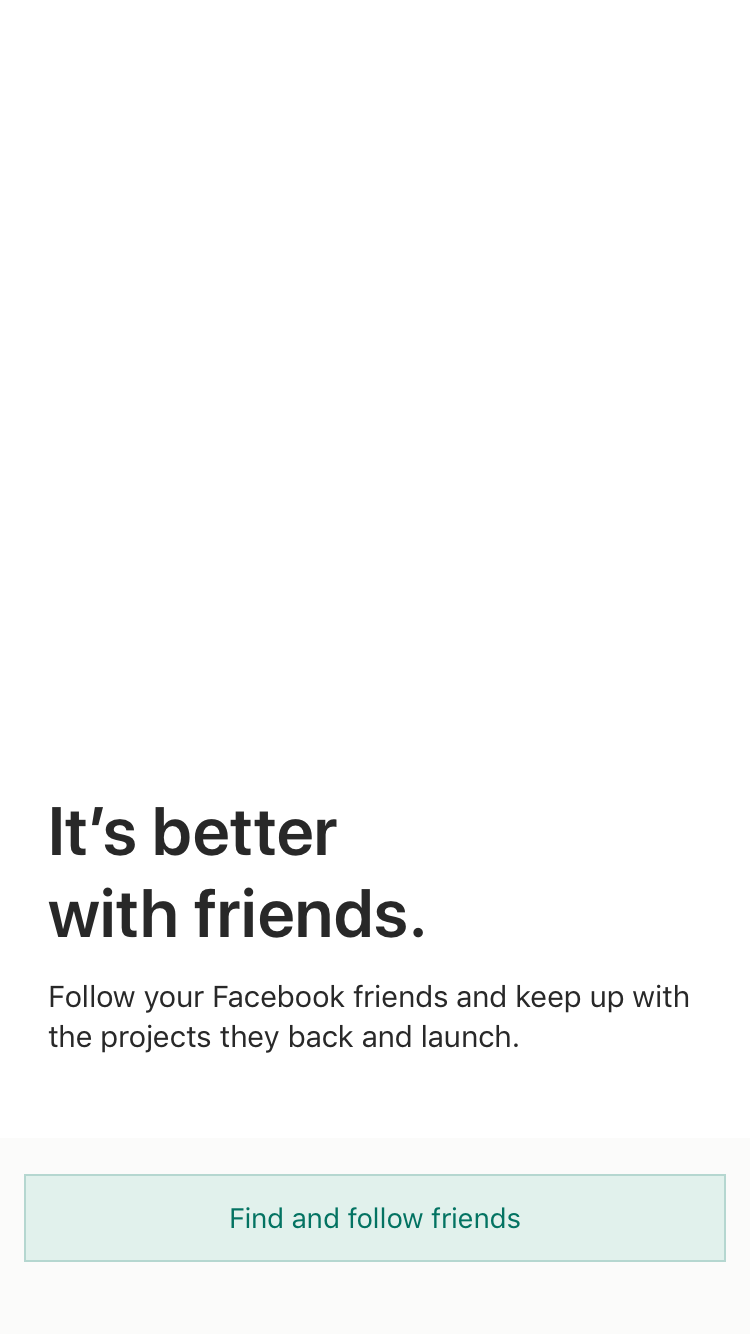 It’s better
with friends.
Follow your Facebook friends and keep up with
the projects they back and launch.
Find and follow friends